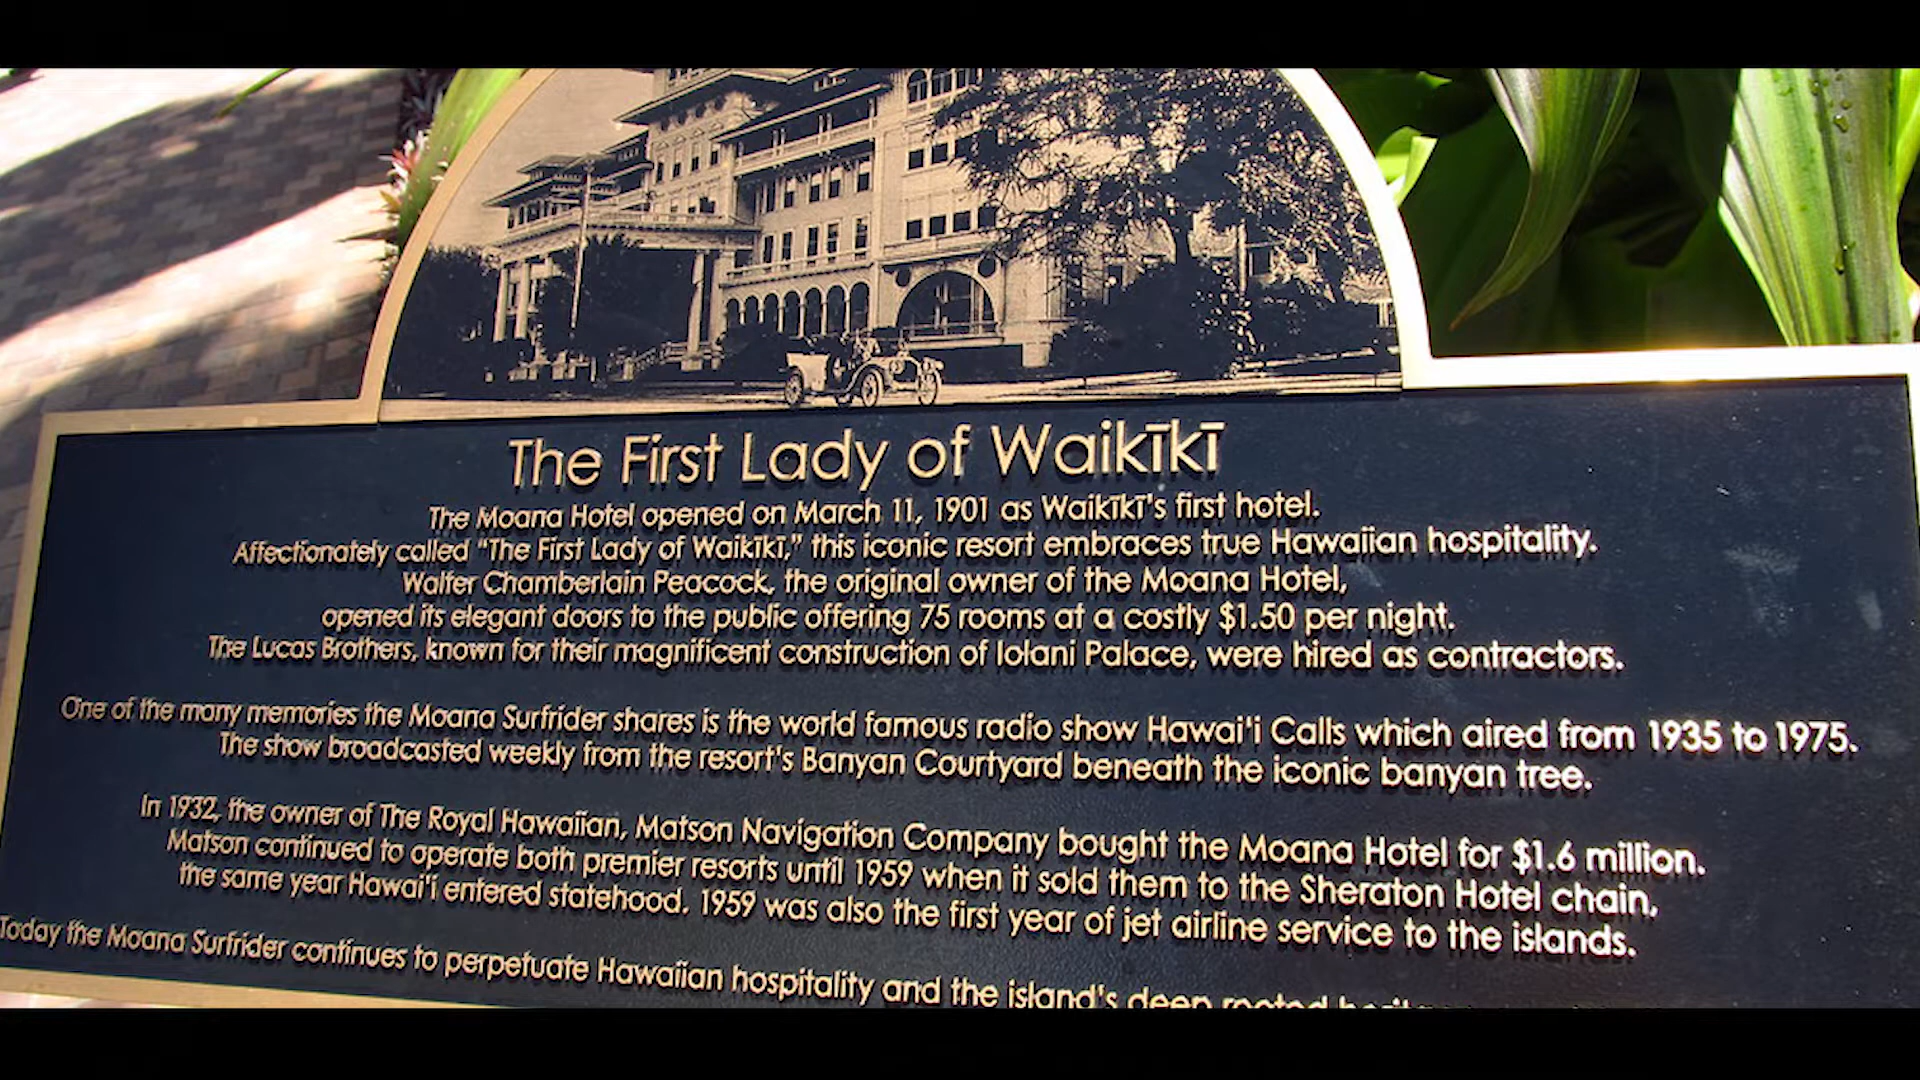 The First Lady of Waikīkī
The Moana Hotel opened on March 11, 1901 as Waikīkī's first hotel.
Affectionately called "The First Lady of Waikīkī," this iconic resort embraces true Hawaiian hospitality.
Walter Chamberlain Peacock, the original owner of the Moana Hotel,
opened its elegant doors to the public offering 75 rooms at a costly $1.50 per night.
The Lucas Brothers, known for their magnificent construction of Iolani Palace, were hired as contractors.
One of the many memories the Moana Surfrider shares is the world famous radio show Hawai'i Calls which aired from 1935 to 1975.
The show broadcasted weekly from the resort's Banyan Courtyard beneath the iconic banyan tree.
In 1932, the owner of The Royal Hawaiian, Matson Navigation Company bought the Moana Hotel for $1.6 million.
Matson continued to operate both premier resorts until 1959 when it sold them to the Sheraton Hotel chain,
the same year Hawai'i entered statehood. 1959 was also the first year of jet airline service to the islands.
Today the Moana Surfrider continues to perpetuate Hawaiian hospitality and the island's deep rooted